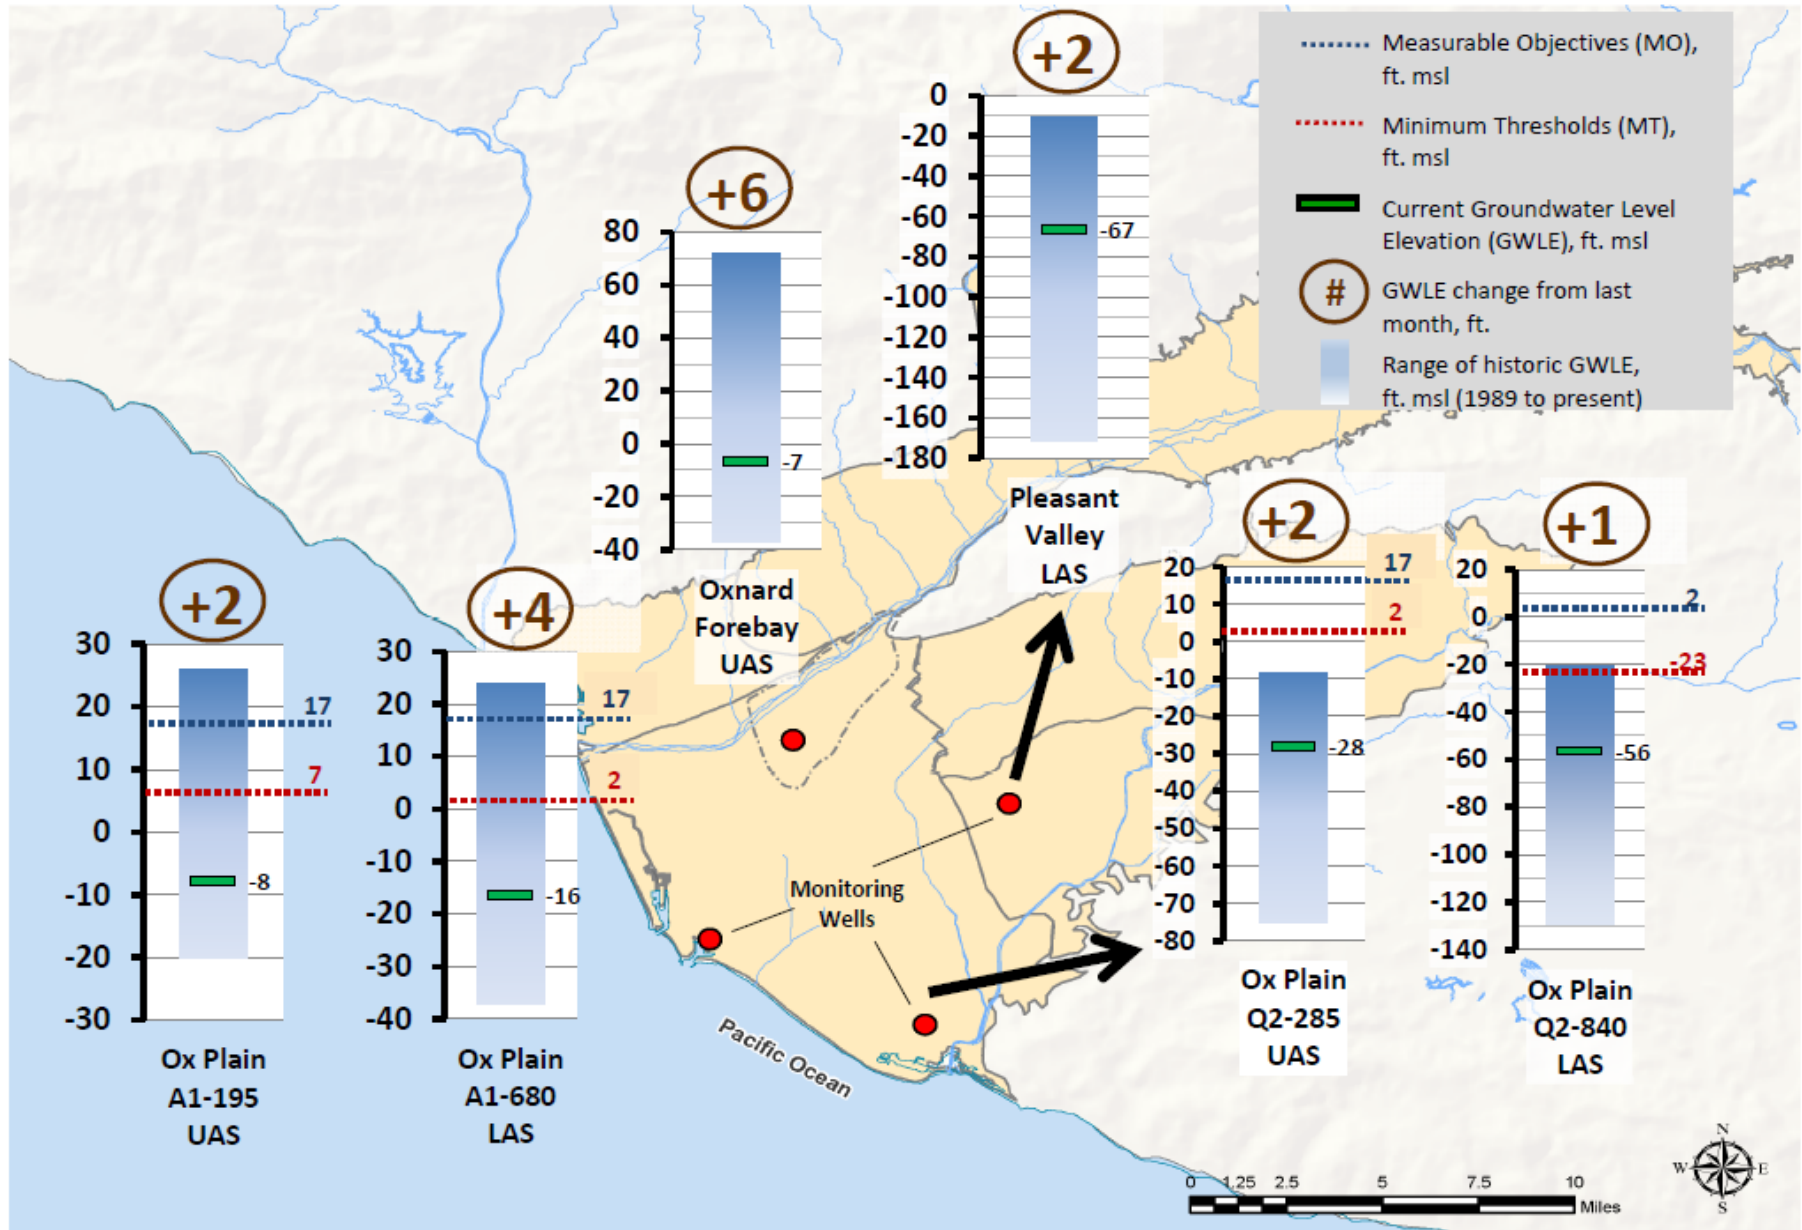 +2
0
-20
-40
-60
-80
-100
-120
-140
-160
-180
-67
Pleasant
Valley
LAS
Measurable Objectives (MO),
ft. msl
Minimum Thresholds (MT),
ft. msl
Current Groundwater Level
Elevation (GWLE), ft. msl
#
GWLE change from last
month, ft.
Range of historic GWLE,
ft. msl (1989 to present)
+6
80
60
40
20
0
-20
-40
-7
Oxnard
Forebay
UAS
+2
30
20
10
0
-10
-20
-30
17
7
-8
Ox Plain
A1-195
UAS
+4
30
20
10
0
-10
-20
-30
-40
17
2
-16
Ox Plain
A1-680
LAS
+2
20
10
0
-10
-20
-30
-40
-50
-60
-70
-80
17
2
-28
Ox Plain
Q2-285
UAS
+1
20
0
-20
-40
-60
-80
-100
-120
-140
2
-23
-56
Ox Plain
Q2-840
LAS
Monitoring
Wells
Pacific Ocean
N
W E
S
0 1.25 2.5 5 7.5 10
Miles